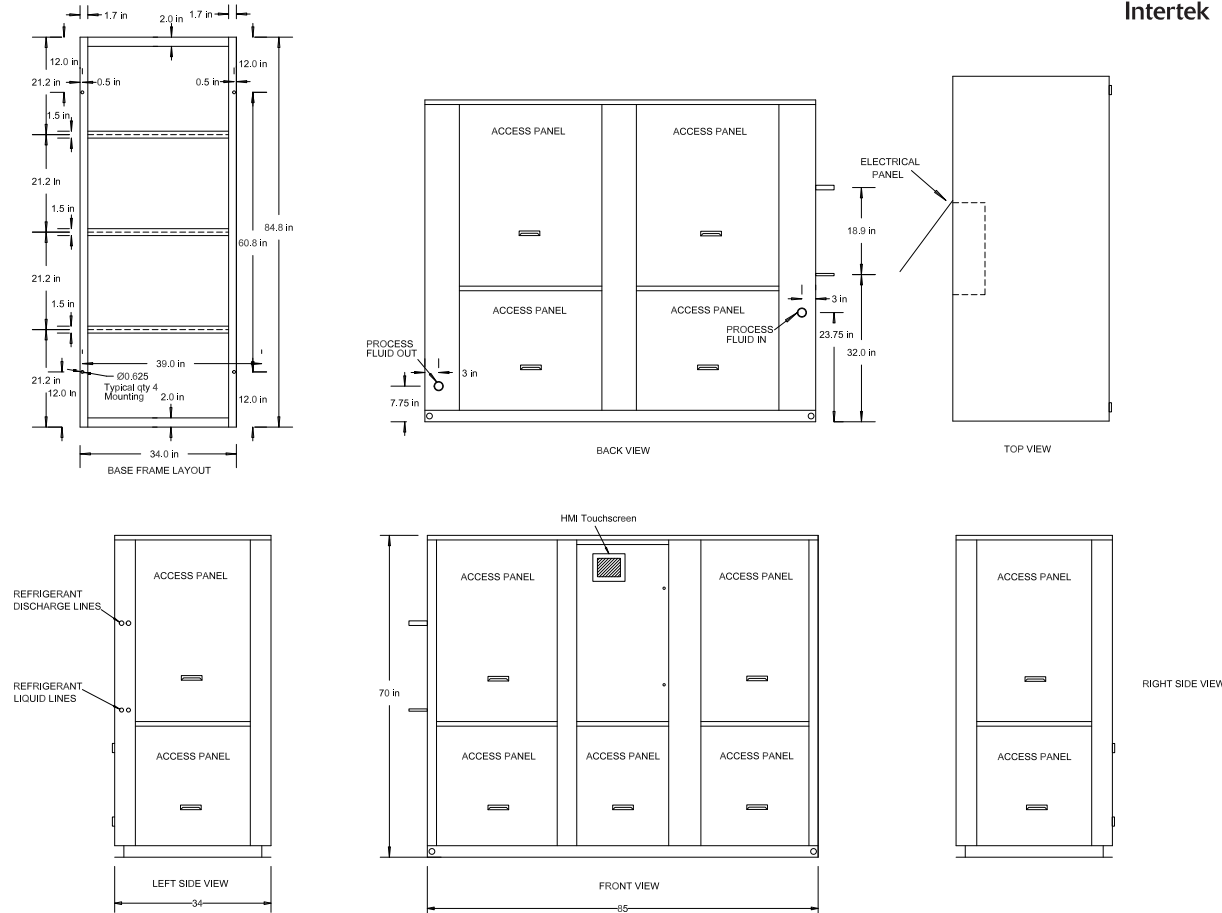 Intertek
1.7 in
2.0 in
1.7 in
12.0 in
12.0 in
21.2 in
0.5 in
0.5 in
1.5 in
21.2 In
1.5 in
84.8 in
60.8 in
21.2 in
1.5 in
39.0 in
21.2 in
Ø0.625
Typical qty 4
Mounting
12.0 In
2.0 in
12.0 in
34.0 in
BASE FRAME LAYOUT
ACCESS PANEL
ACCESS PANEL
ACCESS PANEL
ACCESS PANEL
PROCESS
FLUID OUT
3 in
7.75 in
PROCESS
FLUID IN
3 in
23.75 in
18.9 in
32.0 in
BACK VIEW
ELECTRICAL
PANEL
TOP VIEW
ACCESS PANEL
REFRIGERANT
DISCHARGE LINES
REFRIGERANT
LIQUID LINES
ACCESS PANEL
LEFT SIDE VIEW
34
HMI Touchscreen
ACCESS PANEL
ACCESS PANEL
70 in
ACCESS PANEL
ACCESS PANEL
ACCESS PANEL
FRONT VIEW
85
ACCESS PANEL
ACCESS PANEL
RIGHT SIDE VIEW